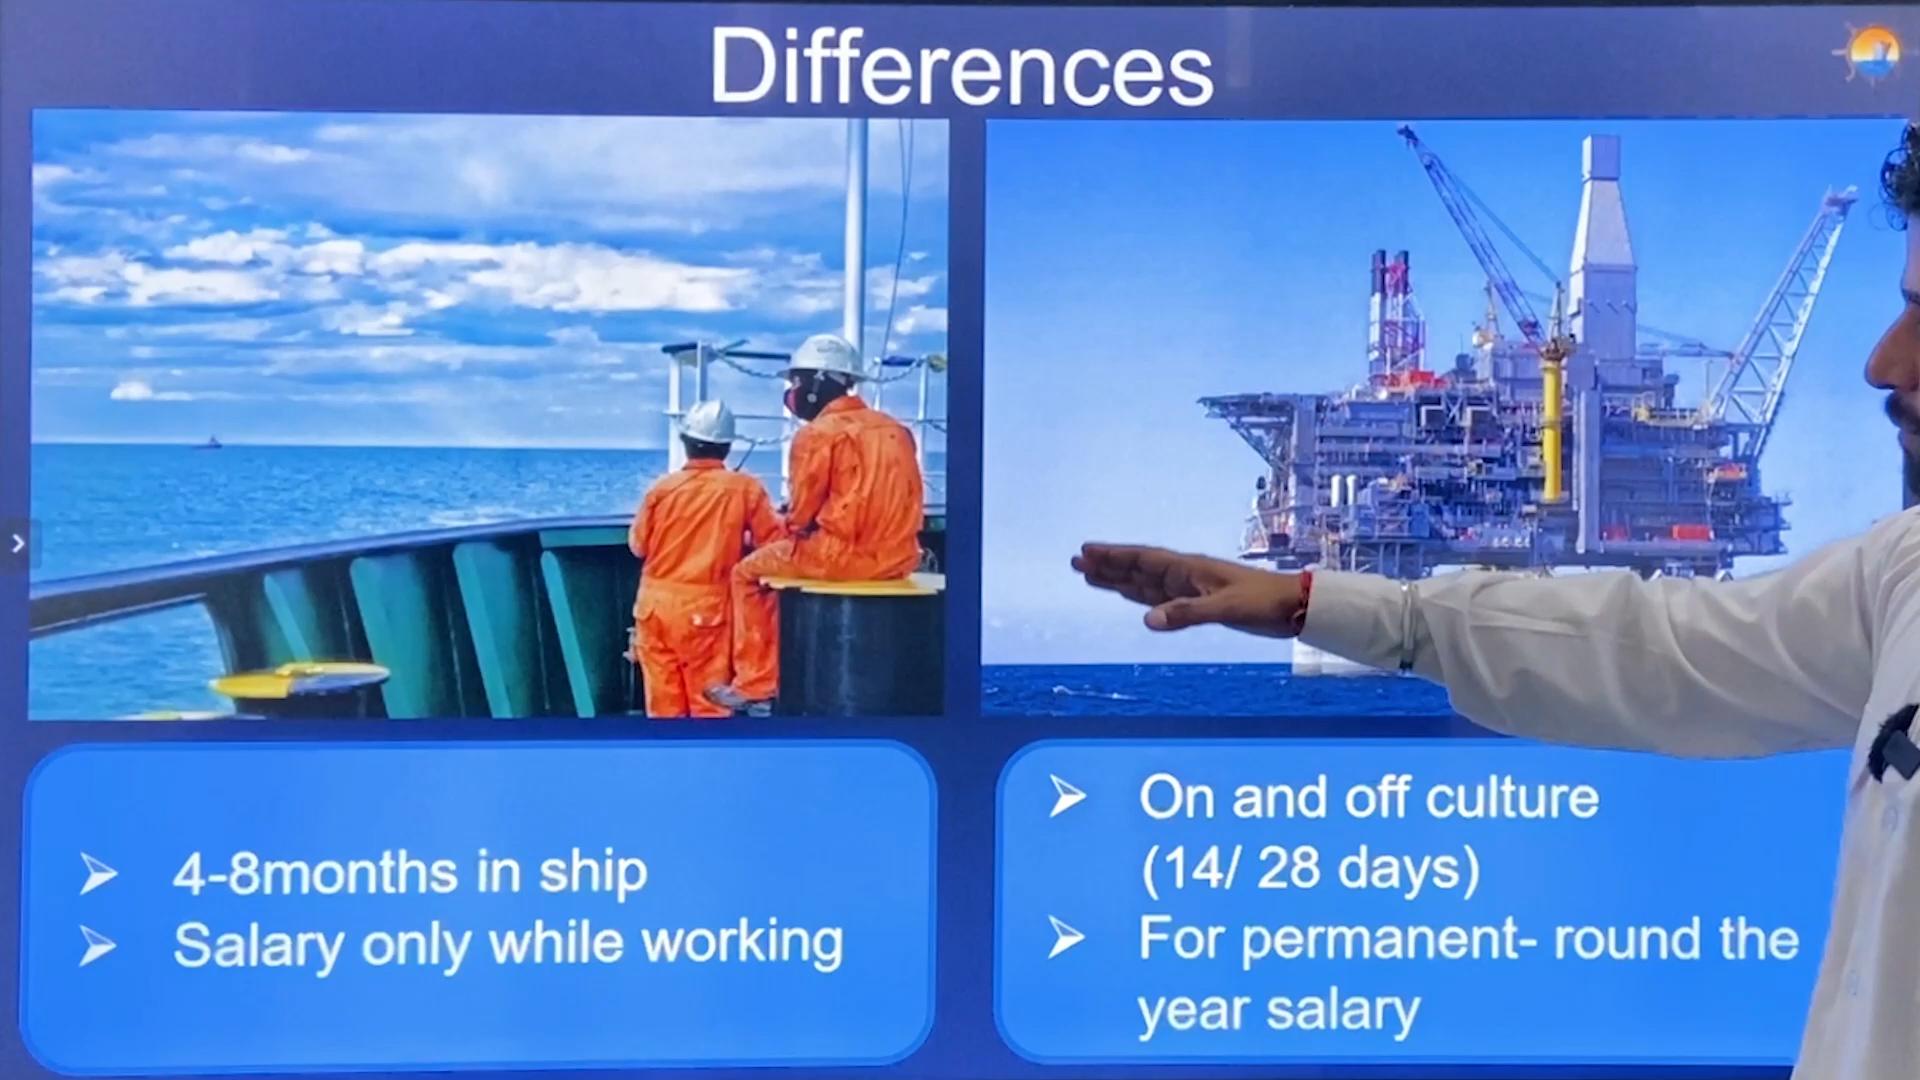 Differences
4-8months in ship
Salary only while working
On and off culture
(14/ 28 days)
For permanent- round the
year salary